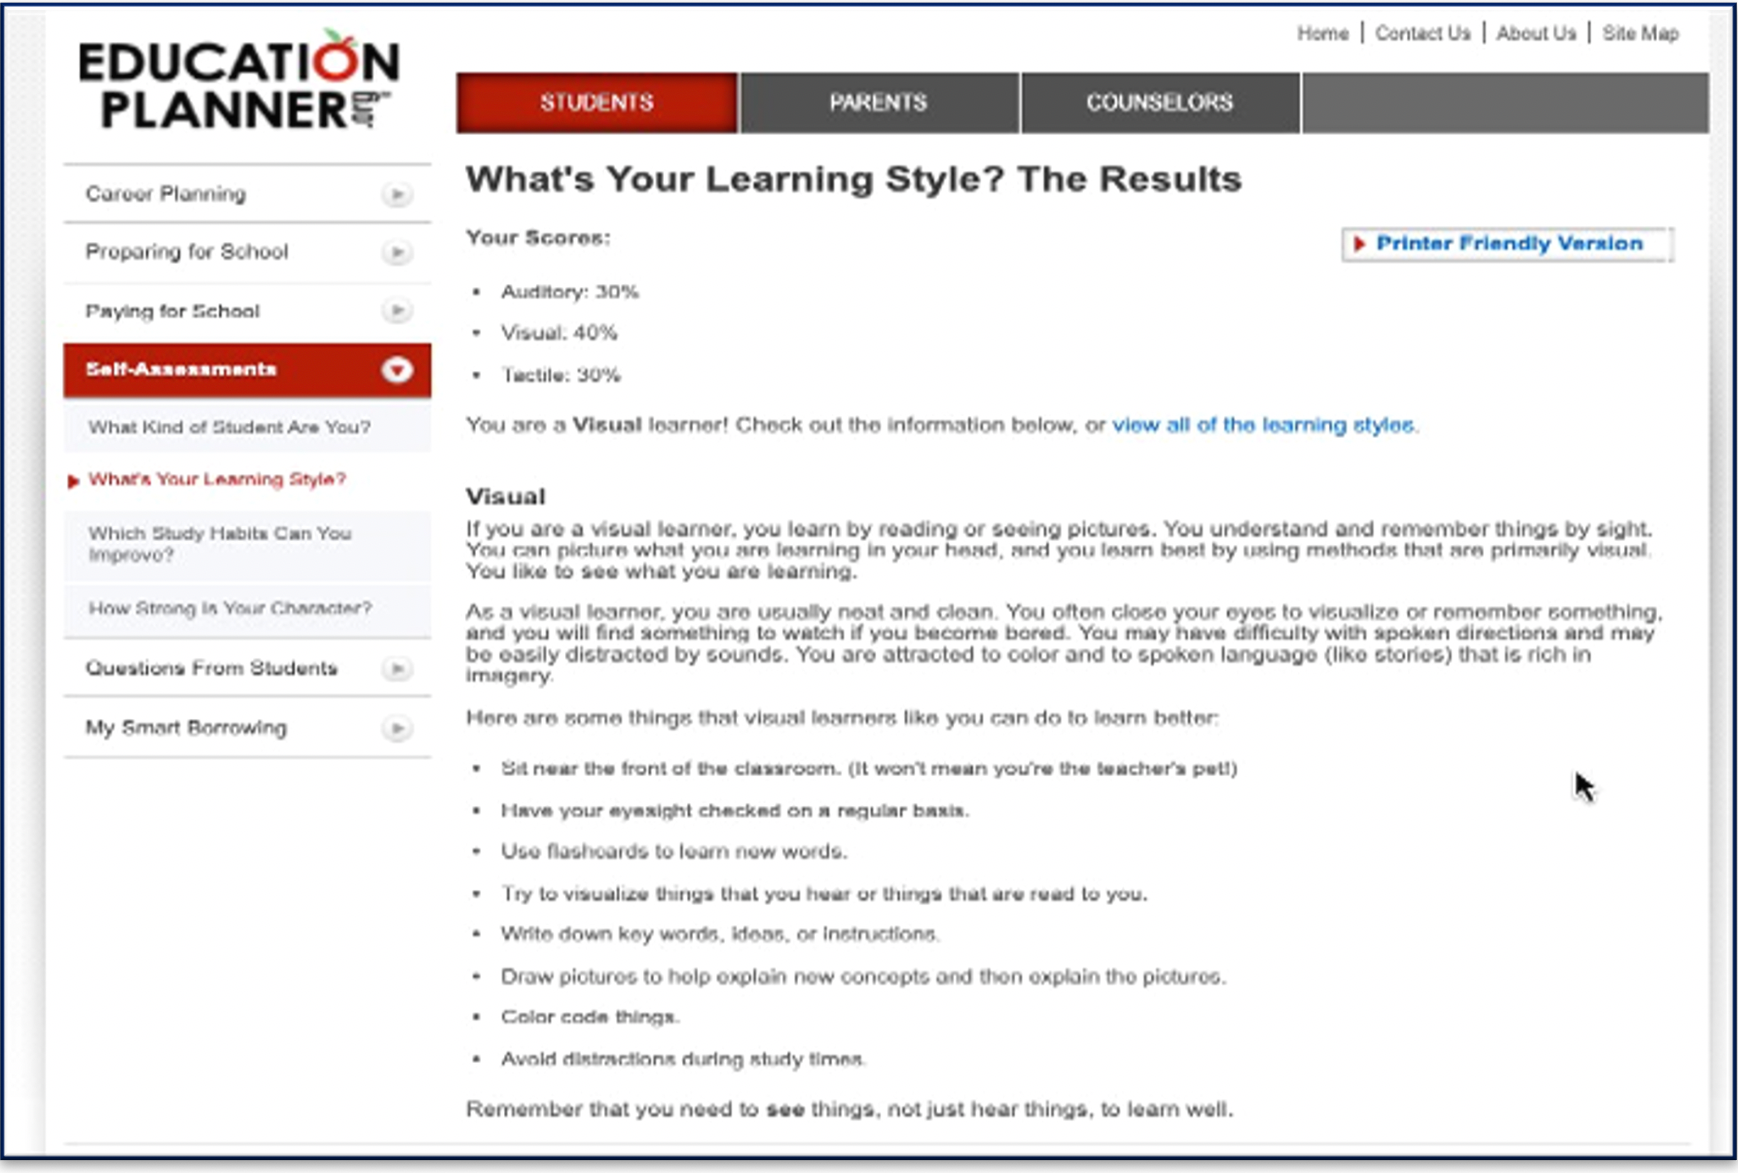 Home | Contact Us | About Us | Site Map
EDUCATION
PLANNER
STUDENTS
PARENTS
COUNSELORS
Career Planning
Preparing for School
Paying for School
Self-Assessments
What Kind of Student Are You?
What's Your Learning Style?
Which Study Habits Can You
Improve?
How Strong Is Your Character?
Questions From Students
My Smart Borrowing
What's Your Learning Style? The Results
Your Scores:
Printer Friendly Version
• Auditory: 30%
• Visual: 40%
• Tactile: 30%
You are a Visual learner! Check out the information below, or view all of the learning styles.
Visual
If you are a visual learner, you learn by reading or seeing pictures. You understand and remember things by sight.
You can picture what you are learning in your head, and you learn best by using methods that are primarily visual.
You like to see what you are learning.
As a visual learner, you are usually neat and clean. You often close your eyes to visualize or remember something,
and you will find something to watch if you become bored. You may have difficulty with spoken directions and may
be easily distracted by sounds. You are attracted to color and to spoken language (like stories) that is rich in
imagery.
Here are some things that visual learners like you can do to learn better:
• Sit near the front of the classroom. (It won't mean you're the teacher's pet!)
• Have your eyesight checked on a regular basis.
• Use flashcards to learn new words.
• Try to visualize things that you hear or things that are read to you.
• Write down key words, ideas, or instructions.
• Draw pictures to help explain new concepts and then explain the pictures.
• Color code things.
• Avoid distractions during study times.
Remember that you need to see things, not just hear things, to learn well.